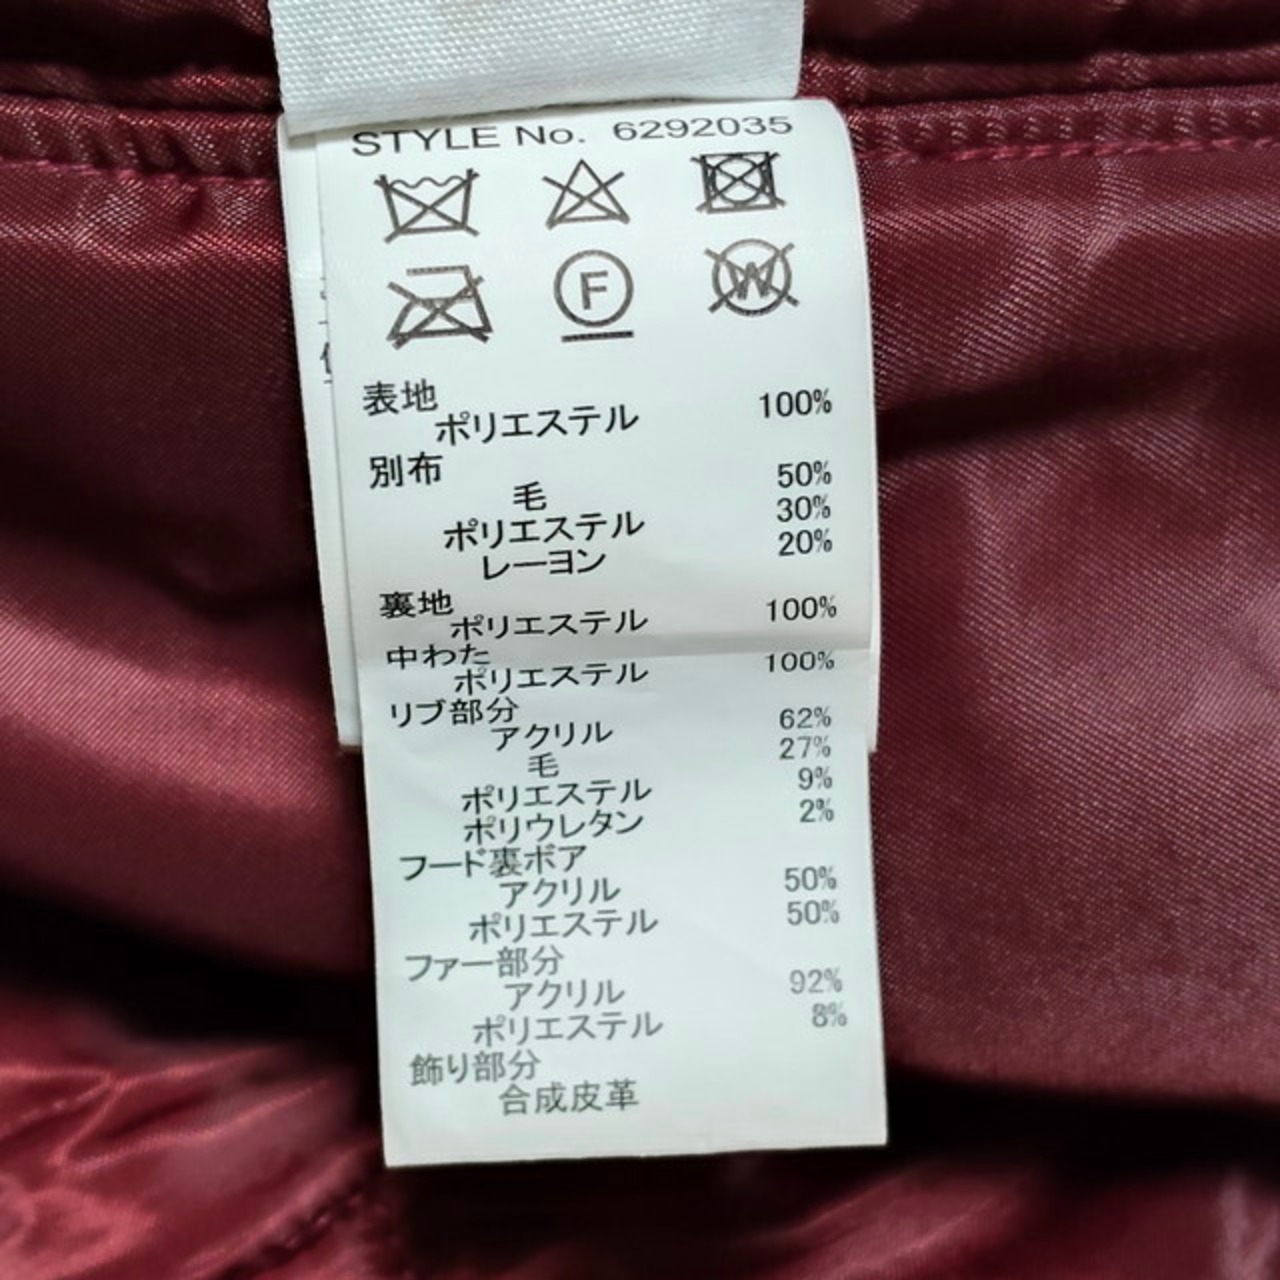 STYLE No. 6292035
F W
表地
ポリエステル 100%
別布
毛 50%
ポリエステル 30%
レーヨン 20%
裏地
ポリエステル 100%
中わた
ポリエステル 100%
リブ部分
アクリル 62%
毛 27%
ポリエステル 9%
ポリウレタン 2%
フード裏ボア
アクリル 50%
ポリエステル 50%
ファー部分
アクリル 92%
ポリエステル 8%
飾り部分
合成皮革